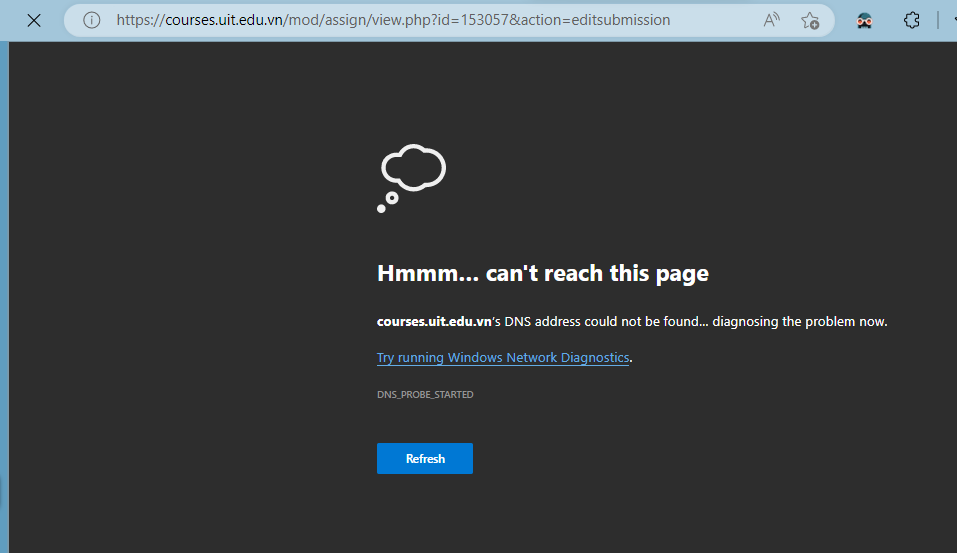 https://courses.uit.edu.vn/mod/assign/view.php?id=153057&action=editsubmission
Hmmm... can't reach this page
courses.uit.edu.vn's DNS address could not be found... diagnosing the problem now.
Try running Windows Network Diagnostics.
DNS_PROBE_STARTED
Refresh